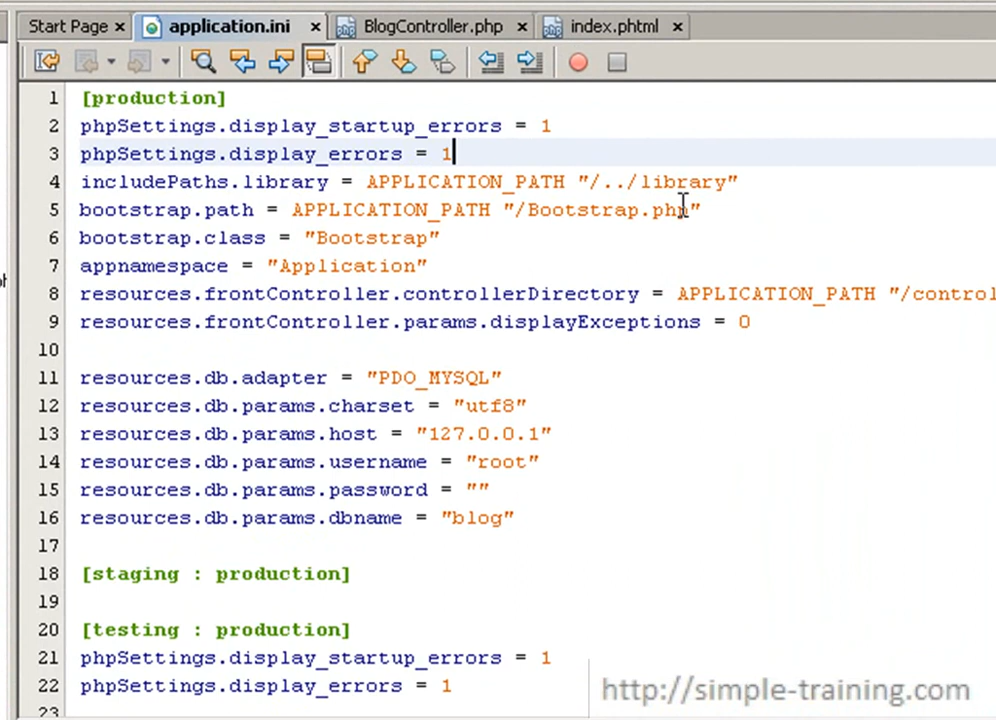 Start Page
application.ini
BlogController.php
index.phtml
1 [production]
2 phpSettings.display_startup_errors = 1
3 phpSettings.display_errors = 1
4 includePaths.library = APPLICATION_PATH "/../library"
5 bootstrap.path = APPLICATION_PATH "/Bootstrap.php"
6 bootstrap.class = "Bootstrap"
7 appnamespace = "Application"
8 resources.frontController.controllerDirectory = APPLICATION_PATH "/control
9 resources.frontController.params.displayExceptions = 0
10
11 resources.db.adapter = "PDO_MYSQL"
12 resources.db.params.charset = "utf8"
13 resources.db.params.host = "127.0.0.1"
14 resources.db.params.username = "root"
15 resources.db.params.password = ""
16 resources.db.params.dbname = "blog"
17
18 [staging : production]
19
20 [testing : production]
21 phpSettings.display_startup_errors = 1
22 phpSettings.display_errors = 1
23
http://simple-training.com